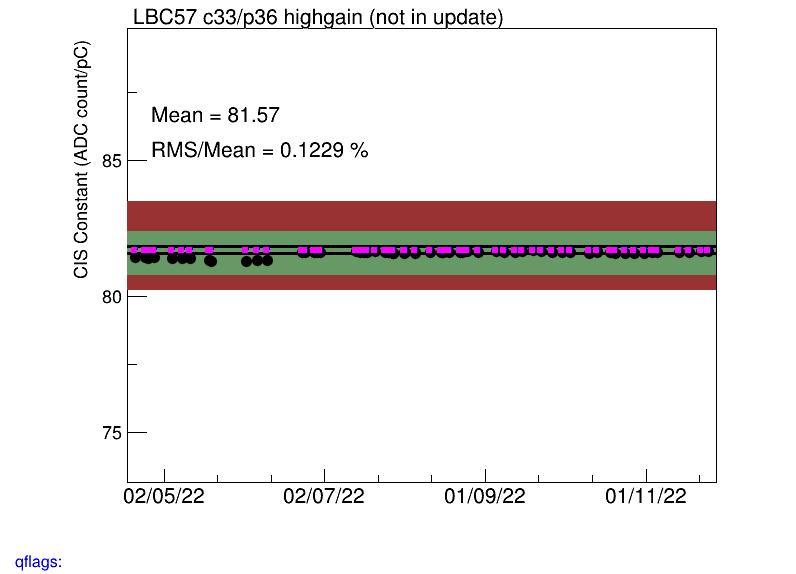 LBC57 c33/p36 highgain (not in update)
CIS Constant (ADC count/pC)
Mean = 81.57
RMS/Mean = 0.1229 %
85
80
75
02/05/22 02/07/22 01/09/22 01/11/22
qflags: